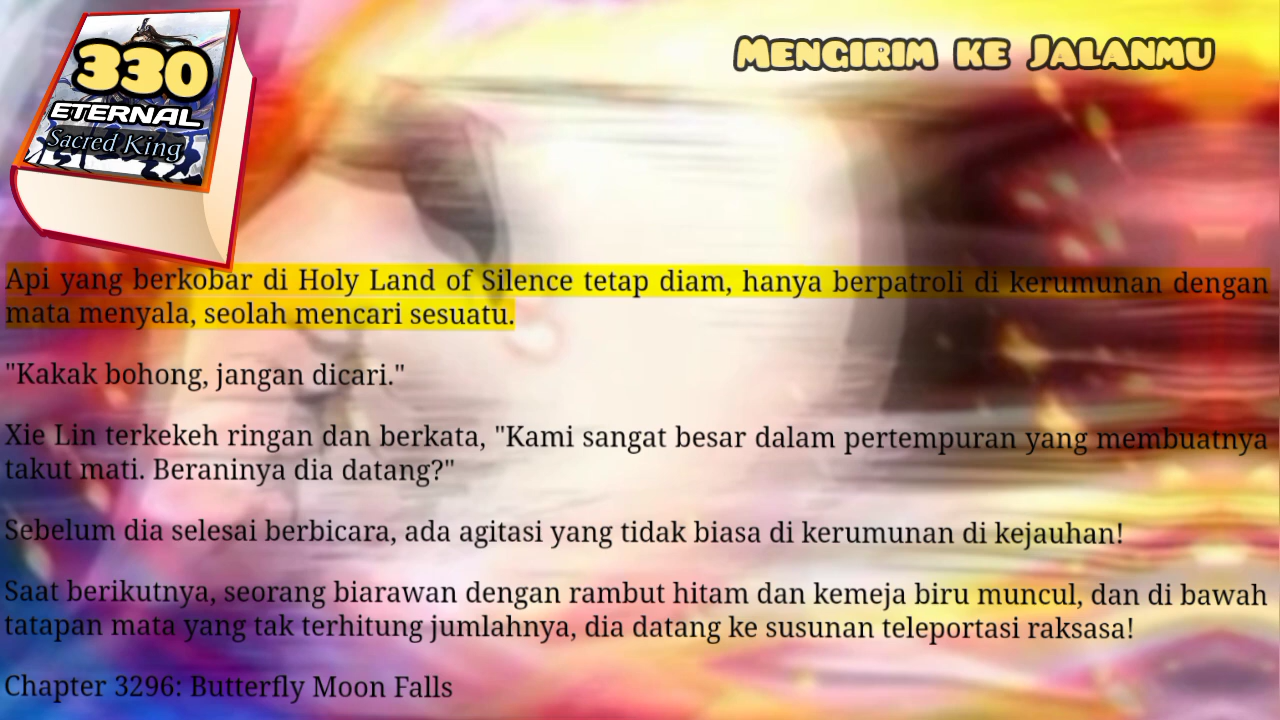 330
ETERNAL
Sacred King
Mengirim ke Jalanmu
Api yang berkobar di Holy Land of Silence tetap diam, hanya berpatroli di kerumunan dengan
mata menyala, seolah mencari sesuatu.
"Kakak bohong, jangan dicari."
Xie Lin terkekeh ringan dan berkata, "Kami sangat besar dalam pertempuran yang membuatnya
takut mati. Beraninya dia datang?"
Sebelum dia selesai berbicara, ada agitasi yang tidak biasa di kerumunan di kejauhan!
Saat berikutnya, seorang biarawan dengan rambut hitam dan kemeja biru muncul, dan di bawah
tatapan mata yang tak terhitung jumlahnya, dia datang ke susunan teleportasi raksasa!
Chapter 3296: Butterfly Moon Falls